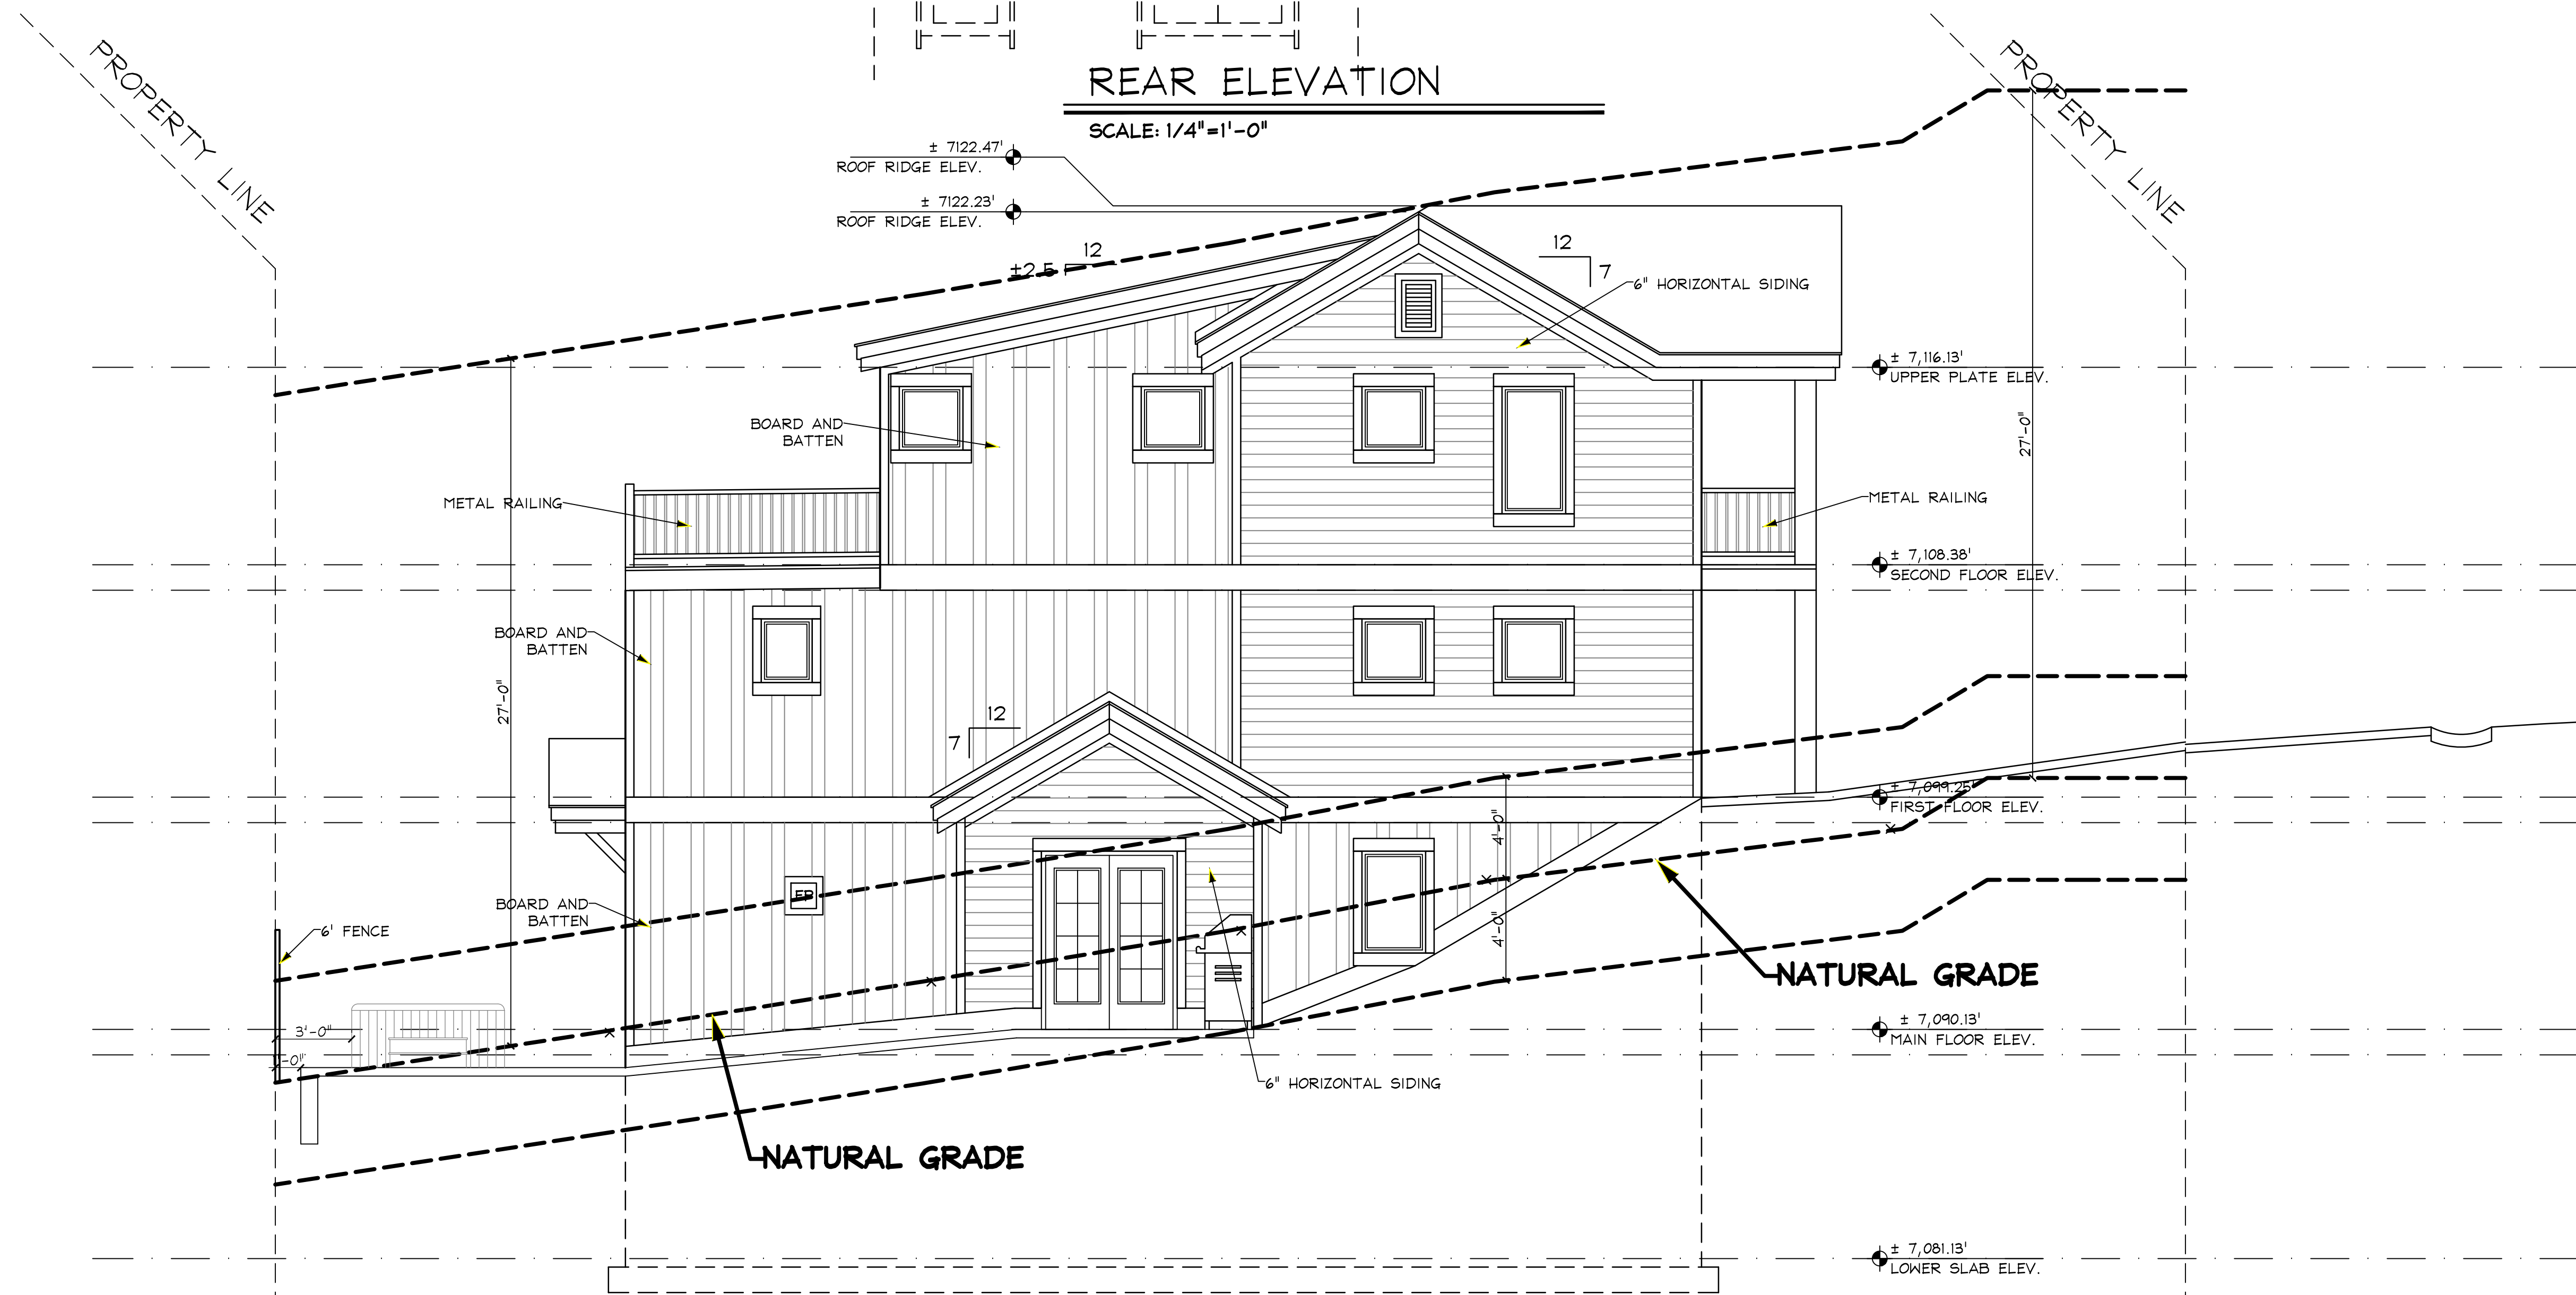 PROPERTY LINE
PROPERTY LINE
REAR ELEVATION
SCALE: 1/4"=1'-0"
± 7122.47'
ROOF RIDGE ELEV.
± 7122.23'
ROOF RIDGE ELEV.
12
±2.5
12
7
6" HORIZONTAL SIDING
± 7,116.13'
UPPER PLATE ELEV.
BOARD AND
BATTEN
27'-0"
METAL RAILING
METAL RAILING
± 7,108.38'
SECOND FLOOR ELEV.
BOARD AND
BATTEN
27'-0"
12
7
± 7,099.25'
FIRST FLOOR ELEV.
4'-0"
EP
BOARD AND
BATTEN
6' FENCE
4'-0"
NATURAL GRADE
3'-0"
± 7,090.13'
MAIN FLOOR ELEV.
-0"
6" HORIZONTAL SIDING
NATURAL GRADE
± 7,081.13'
LOWER SLAB ELEV.